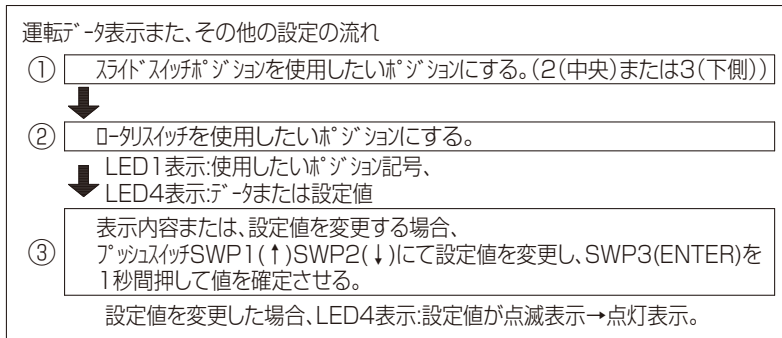 運転ﾃﾞｰﾀ表示また、その他の設定の流れ
① ｽﾗｲﾄﾞｽｲｯﾁﾎﾟｼﾞｼｮﾝを使用したいﾎﾟｼﾞｼｮﾝにする。(2(中央)または3(下側))
② ﾛｰﾀﾘｽｲｯﾁを使用したいﾎﾟｼﾞｼｮﾝにする。
LED1表示:使用したいﾎﾟｼﾞｼｮﾝ記号、
LED4表示:ﾃﾞｰﾀまたは設定値
表示内容または、設定値を変更する場合、
③ ﾌﾟｯｼｭｽｲｯﾁSWP1(↑)SWP2(↓)にて設定値を変更し、SWP3(ENTER)を
1秒間押して値を確定させる。
設定値を変更した場合、LED4表示:設定値が点滅表示→点灯表示。